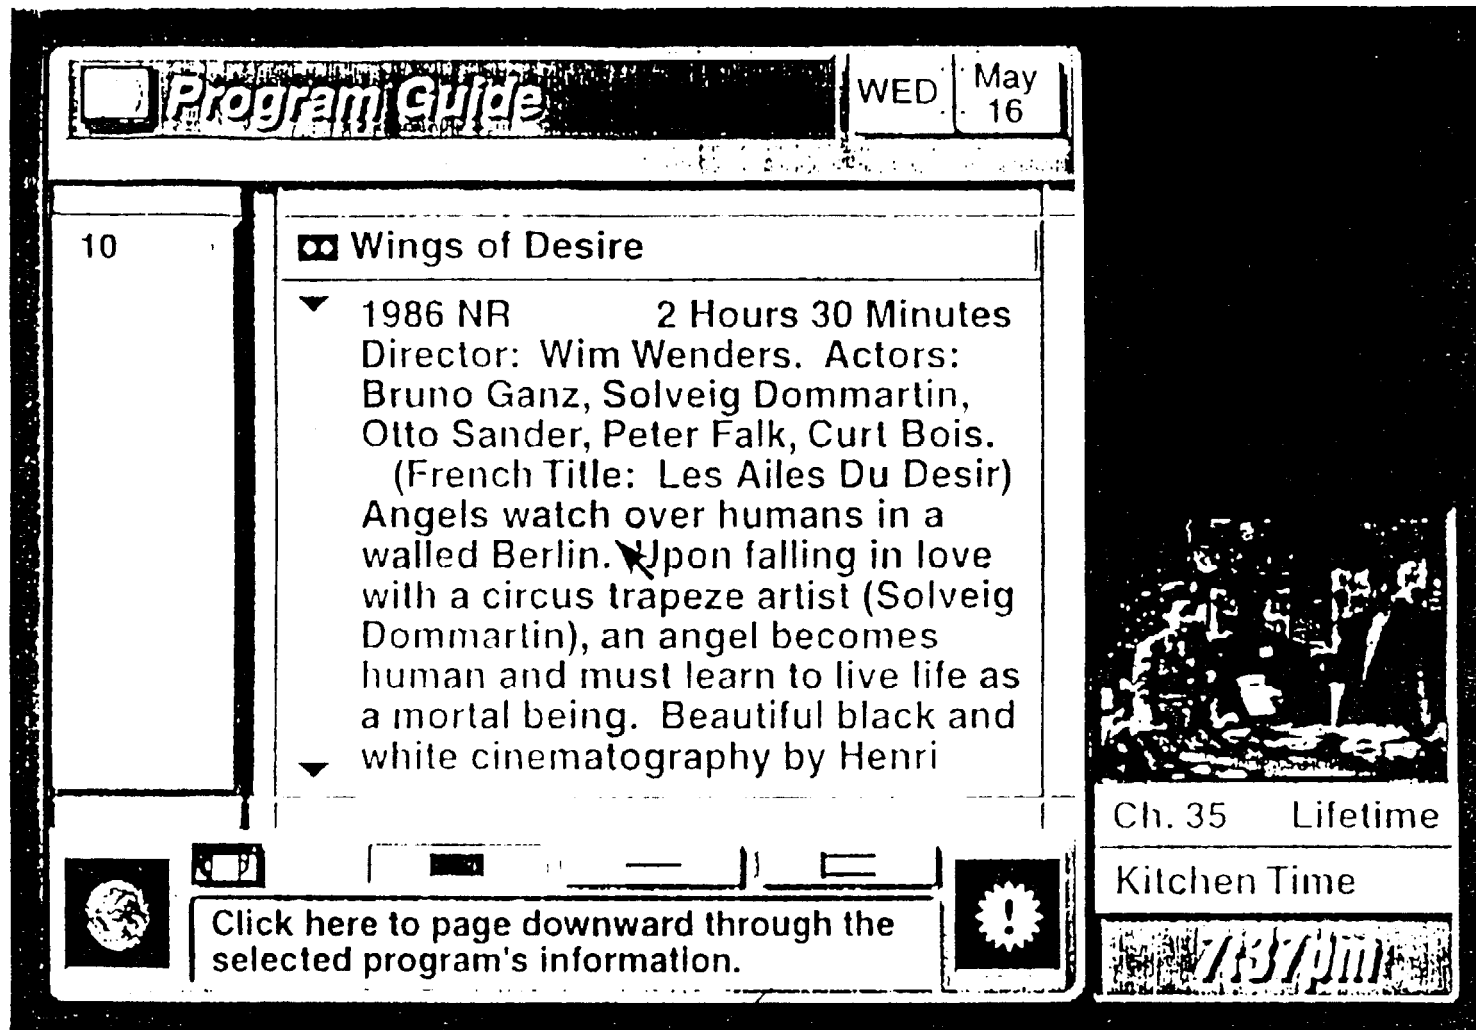 Program Guide
WED
May
16
10
Wings of Desire
1986 NR 2 Hours 30 Minutes
Director: Wim Wenders. Actors:
Bruno Ganz, Solveig Dommartin,
Otto Sander, Peter Falk, Curt Bois.
(French Title: Les Ailes Du Desir)
Angels watch over humans in a
walled Berlin. Upon falling in love
with a circus trapeze artist (Solveig
Dommartin), an angel becomes
human and must learn to live life as
a mortal being. Beautiful black and
white cinematography by Henri
Ch. 35 Lifetime
Kitchen Time
7:37pm
!
Click here to page downward through the
selected program's information.